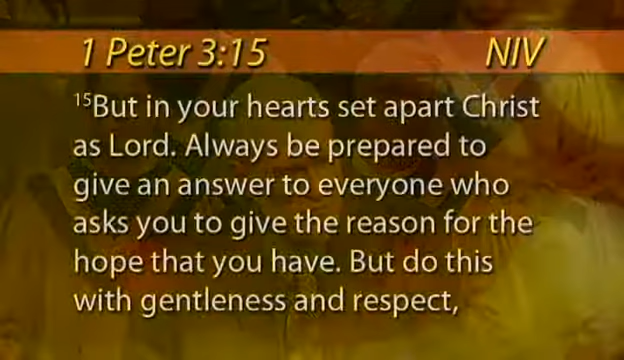 1 Peter 3:15 NIV
15But in your hearts set apart Christ
as Lord. Always be prepared to
give an answer to everyone who
asks you to give the reason for the
hope that you have. But do this
with gentleness and respect,